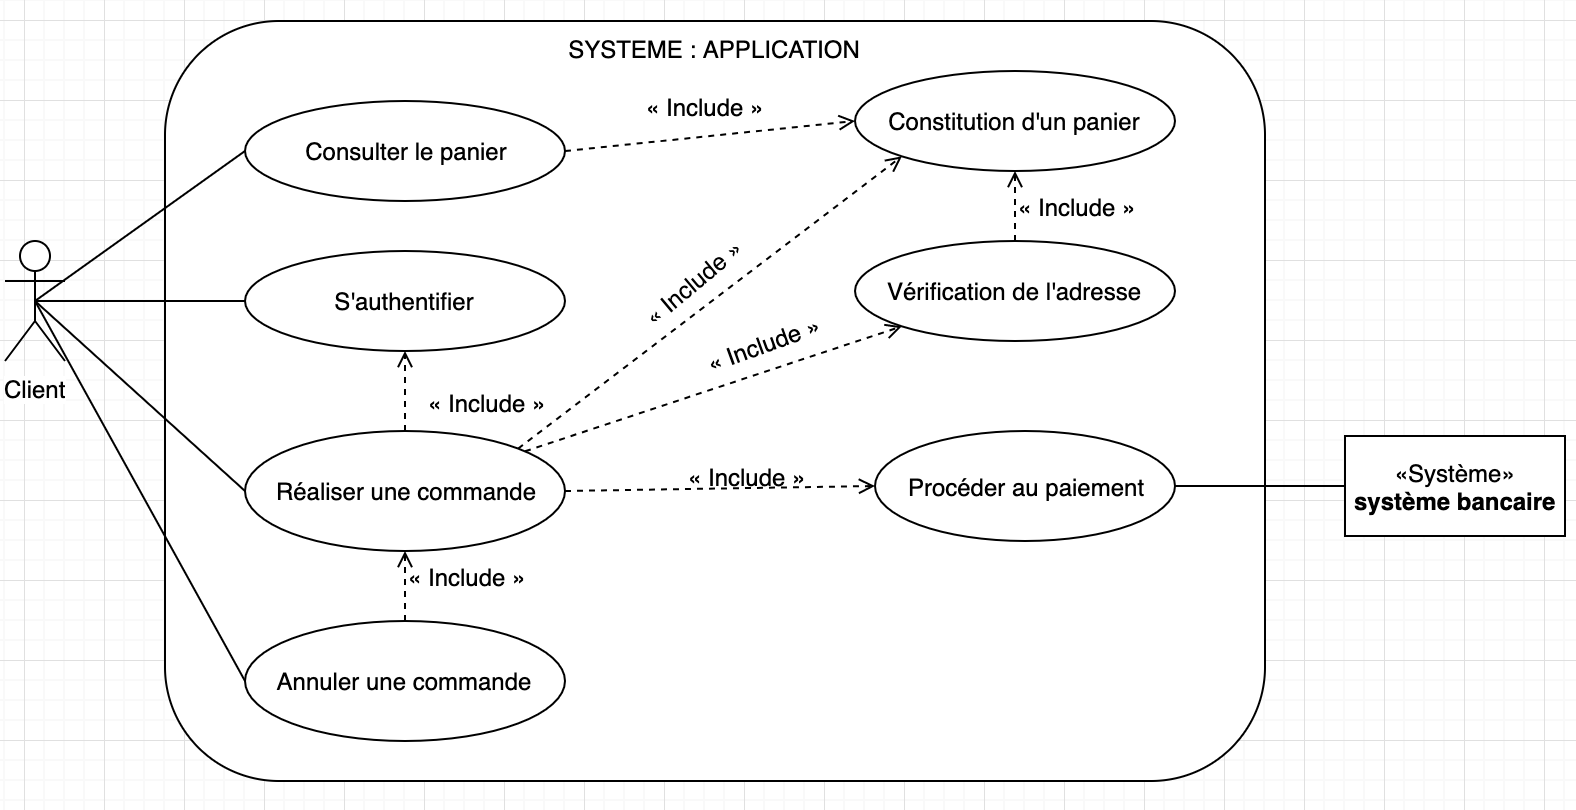 SYSTEME : APPLICATION
« Include »
Constitution d'un panier
Consulter le panier
« Include »
« Include »
Vérification de l'adresse
S'authentifier
« Include »
Client
« Include »
« Include »
Réaliser une commande
Procéder au paiement
«Système»
système bancaire
« Include »
Annuler une commande